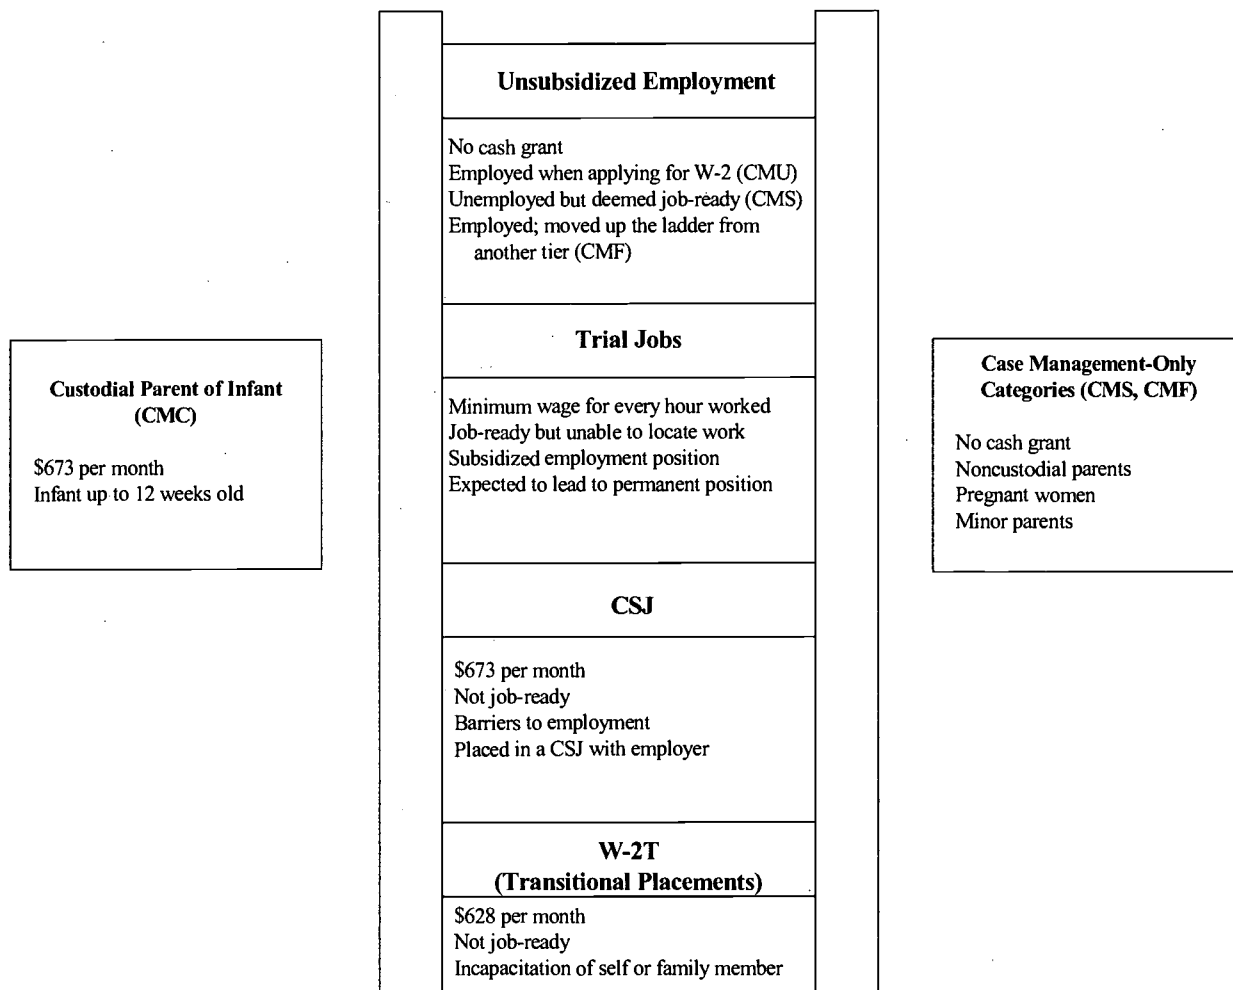 Unsubsidized Employment
No cash grant
Employed when applying for W-2 (CMU)
Unemployed but deemed job-ready (CMS)
Employed; moved up the ladder from
another tier (CMF)
Trial Jobs
Minimum wage for every hour worked
Job-ready but unable to locate work
Subsidized employment position
Expected to lead to permanent position
CSJ
$673 per month
Not job-ready
Barriers to employment
Placed in a CSJ with employer
W-2T
(Transitional Placements)
$628 per month
Not job-ready
Incapacitation of self or family member
Custodial Parent of Infant
(CMC)
$673 per month
Infant up to 12 weeks old
Case Management-Only
Categories (CMS, CMF)
No cash grant
Noncustodial parents
Pregnant women
Minor parents